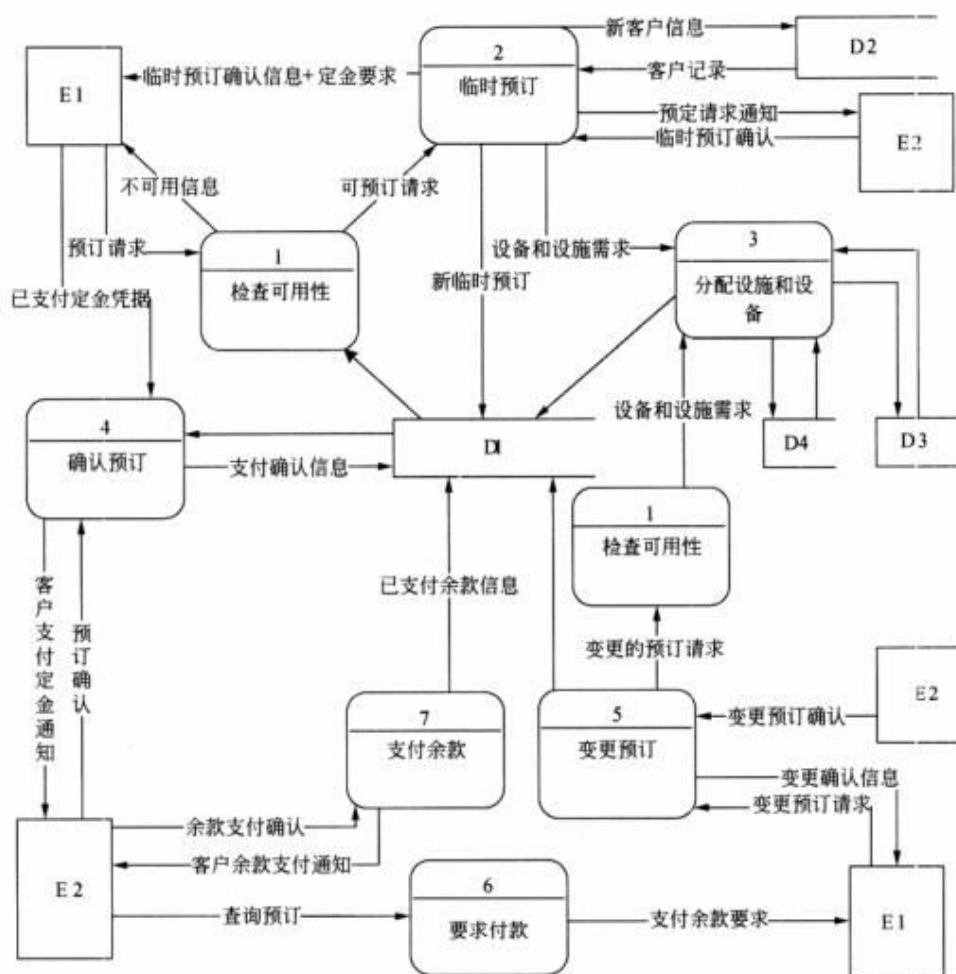 新客户信息
D2
2
临时预订
客户记录
E1
临时预订确认信息+定金要求
预定请求通知
临时预订确认
E2
不可用信息
可预订请求
预订请求
1
检查可用性
设备和设施需求
3
分配设施和设备
新临时预订
已支付定金凭据
设备和设施需求
4
确认预订
支付确认信息
D1
D4
D3
1
检查可用性
已支付余款信息
客户支付定金通知
预订确认
变更的预订请求
E2
7
支付余款
5
变更预订
变更预订确认
变更确认信息
变更预订请求
余款支付确认
客户余款支付通知
E2
查询预订
6
要求付款
支付余款要求
E1